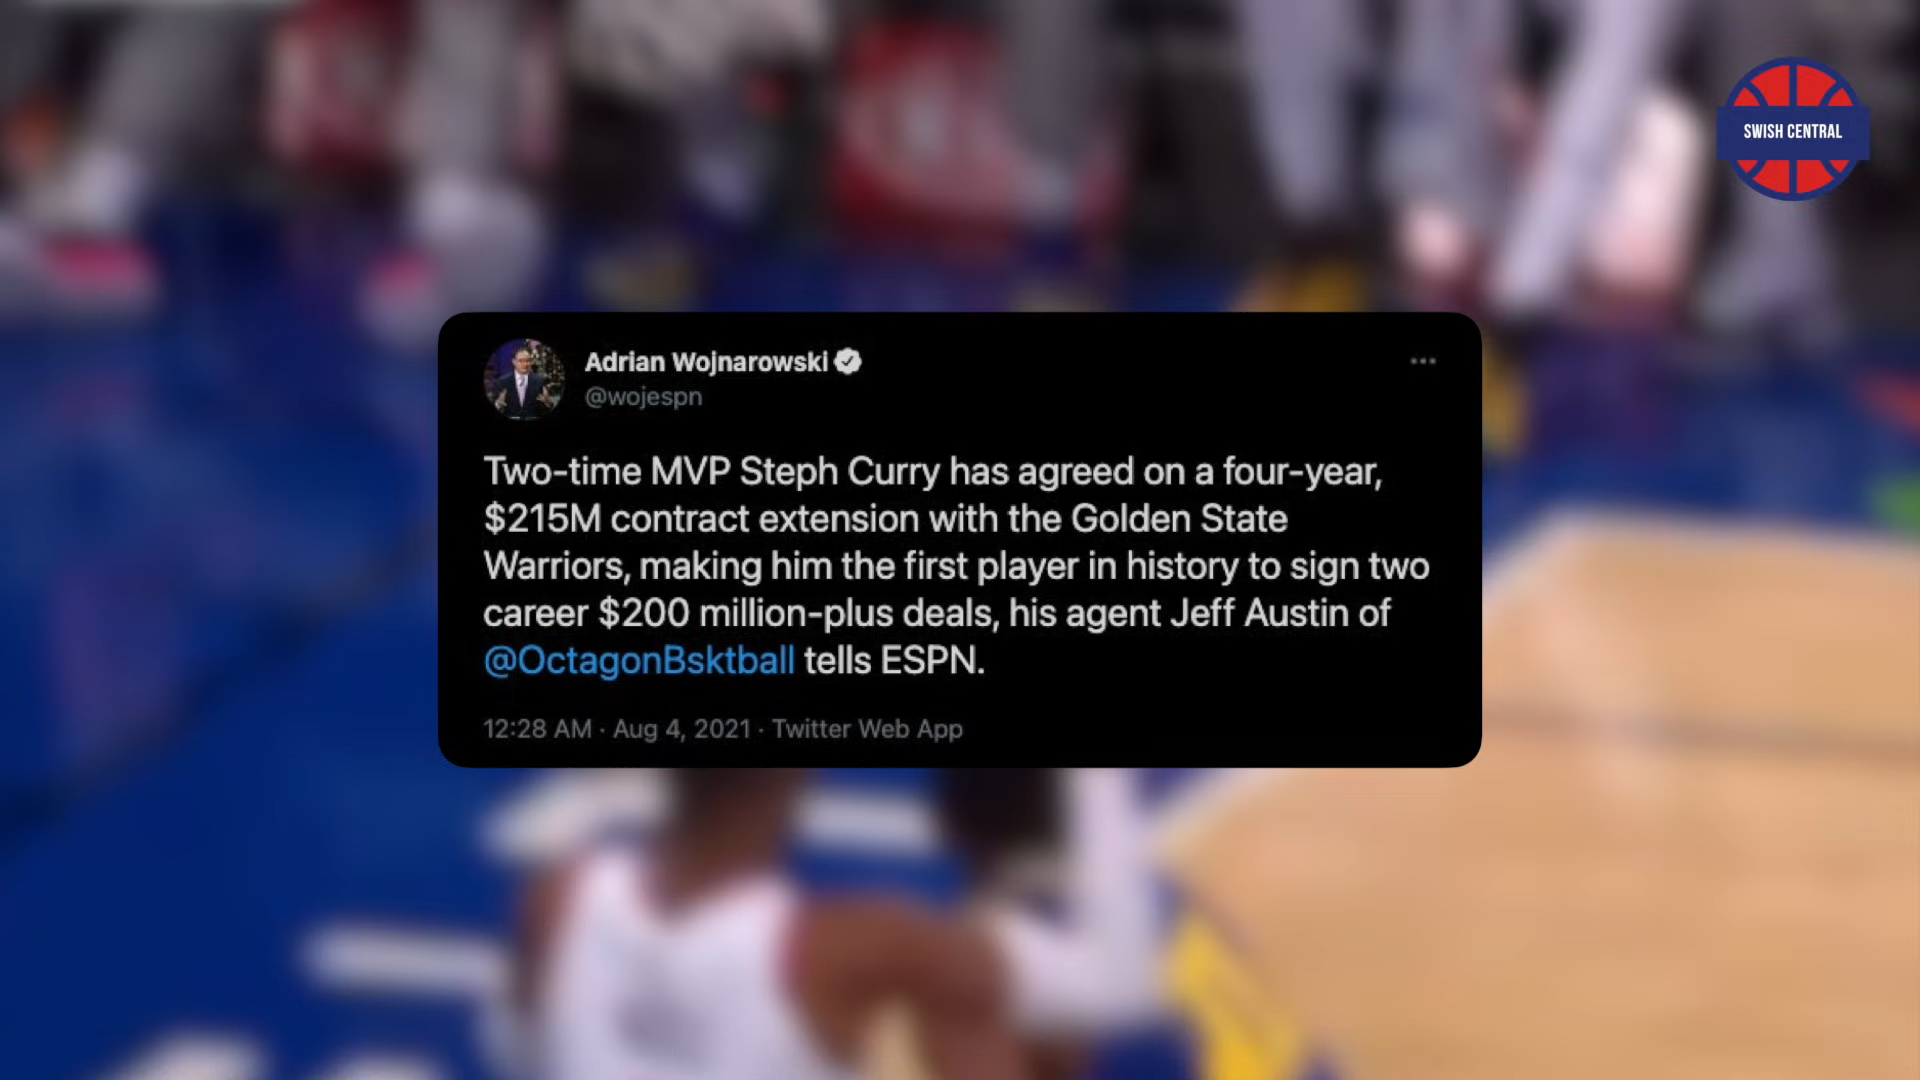 SWISH CENTRAL
Adrian Wojnarowski
@wojespn
Two-time MVP Steph Curry has agreed on a four-year,
$215M contract extension with the Golden State
Warriors, making him the first player in history to sign two
career $200 million-plus deals, his agent Jeff Austin of
@OctagonBsktball tells ESPN.
12:28 AM · Aug 4, 2021 · Twitter Web App